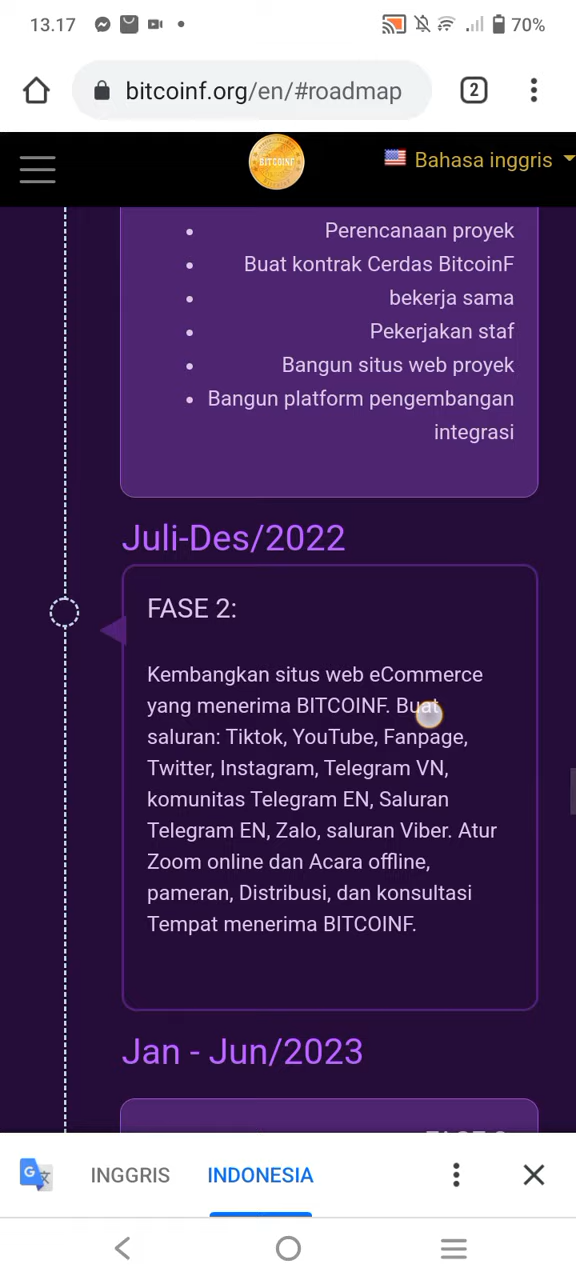 13.17
70%
bitcoinf.org/en/#roadmap
2
BITCOINF
Bahasa inggris
Perencanaan proyek
Buat kontrak Cerdas BitcoinF
bekerja sama
Pekerjakan staf
Bangun situs web proyek
Bangun platform pengembangan
integrasi
Juli-Des/2022
FASE 2:
Kembangkan situs web eCommerce
yang menerima BITCOINF. Buat
saluran: Tiktok, YouTube, Fanpage,
Twitter, Instagram, Telegram VN,
komunitas Telegram EN, Saluran
Telegram EN, Zalo, saluran Viber. Atur
Zoom online dan Acara offline,
pameran, Distribusi, dan konsultasi
Tempat menerima BITCOINF.
Jan - Jun/2023
INGGRIS
INDONESIA